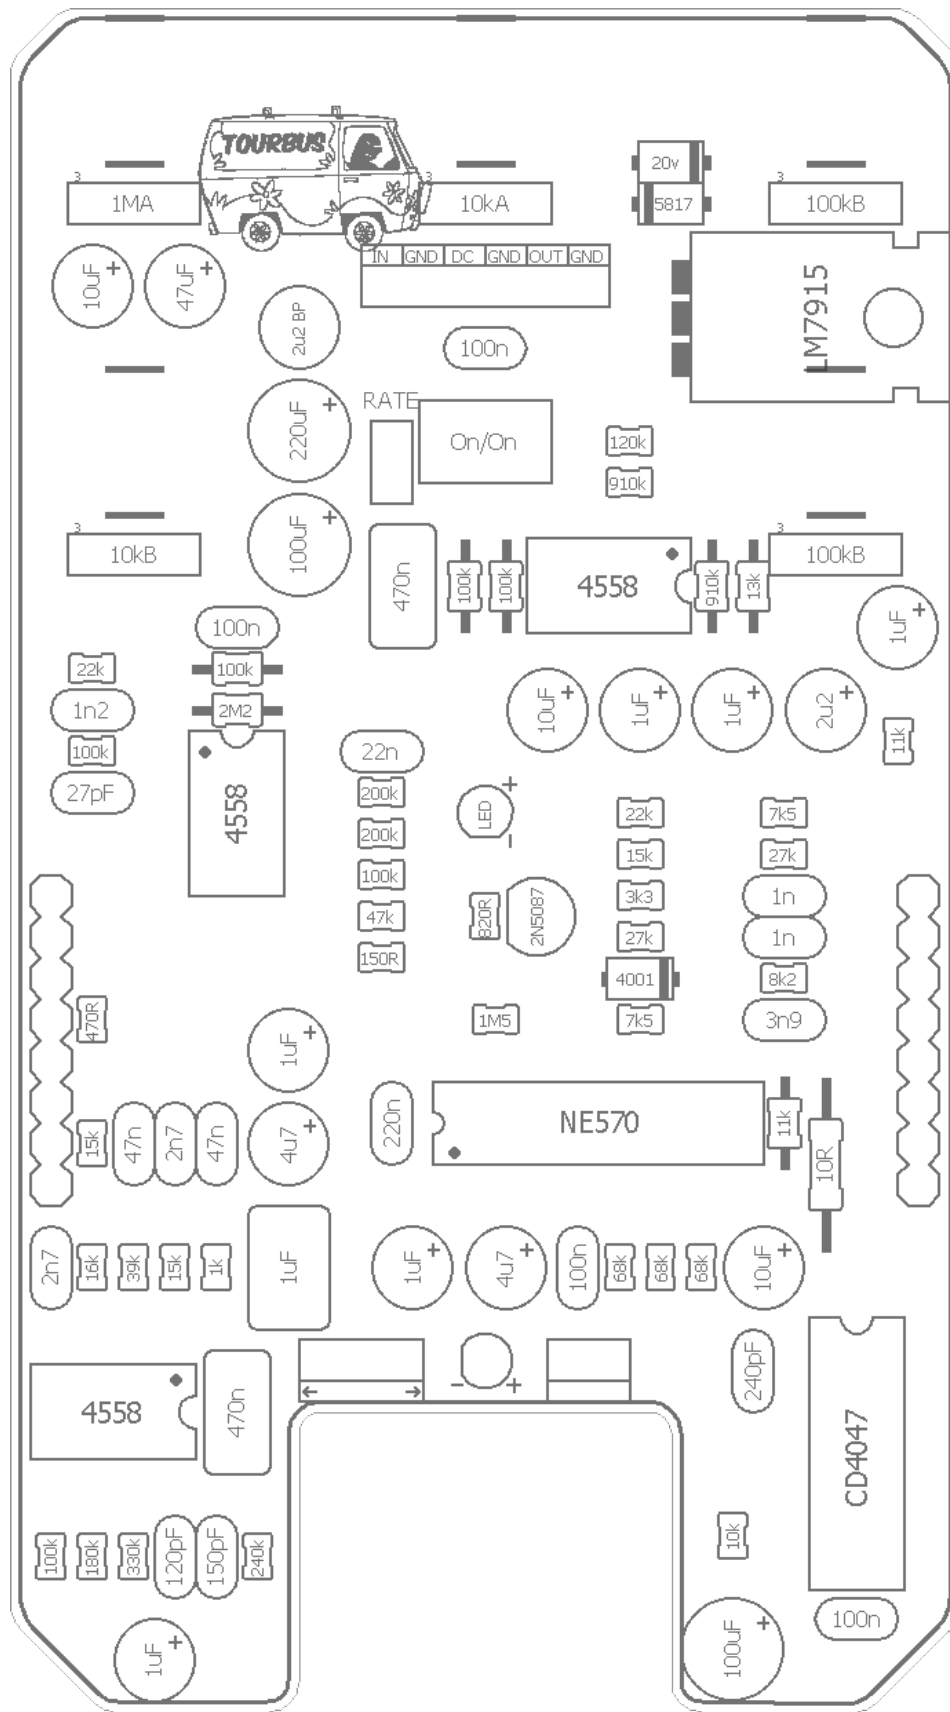 TOURBUS
20v
5817
3
1MA
3
10kA
3
100kB
IN GND DC GND OUT GND
10uF +
47uF +
2u2 BP
100n
LM7915
220uF +
RATE
On/On
120k
910k
100uF +
3
10kB
3
100kB
470n
100k
100k
4558
910k
13k
100n
1uF +
22k
100k
1n2
2M2
10uF +
1uF +
1uF +
2u2 +
11k
100k
22n
27pF
4558
200k
LED
+
-
22k
7k5
200k
15k
27k
100k
3k3
1n
47k
820R
2N5087
27k
1n
150R
4001
8k2
470R
1M5
7k5
3n9
1uF +
15k
47n
2n7
47n
4u7 +
220n
NE570
11k
10R
2n7
16k
39k
15k
1k
1uF
1uF +
4u7 +
100n
68k
68k
68k
10uF +
← →
- +
240pF
4558
470n
CD4047
10k
100k
180k
330k
120pF
150pF
240k
100n
1uF +
100uF +